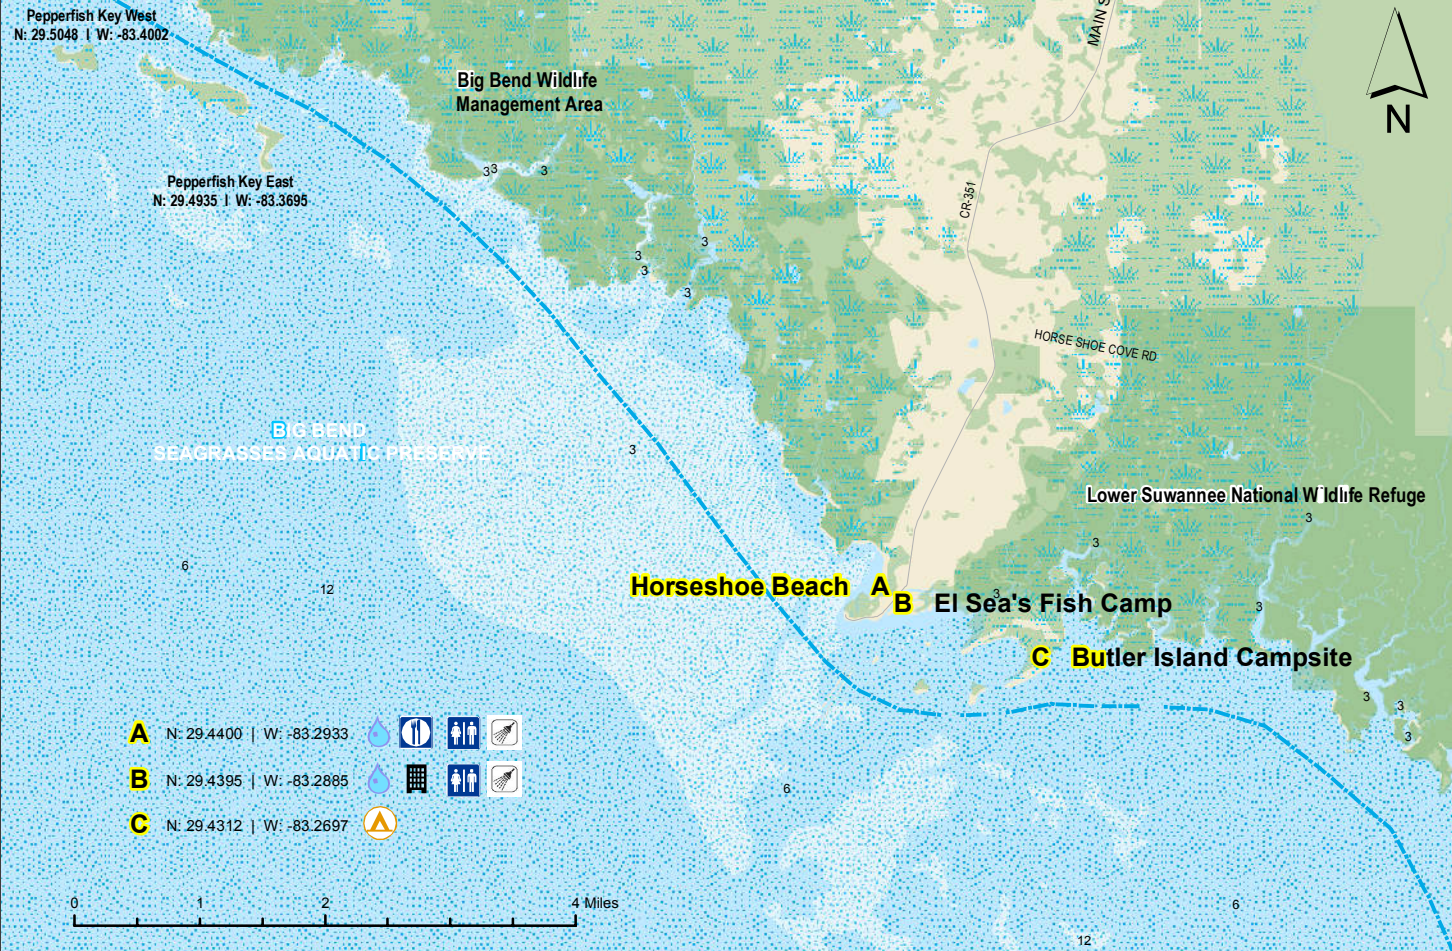 Pepperfish Key West
N: 29.5048 | W: -83.4002
MAIN S
N
Big Bend Wildlife
Management Area
3 3 3
Pepperfish Key East
N: 29.4935 | W: -83.3695
CR-351
3
3
3
3
HORSE SHOE COVE RD
BIG BEND
SEAGRASSES AQUATIC PRESERVE
3
Lower Suwannee National Wildlife Refuge
3
3
6
12
Horseshoe Beach A
B El Sea's Fish Camp
3
3
C Butler Island Campsite
3
3
3
A N: 29.4400 | W: -83.2933
B N: 29.4395 | W: -83.2885
C N: 29.4312 | W: -83.2697
6
0 1 2 4 Miles
6
12